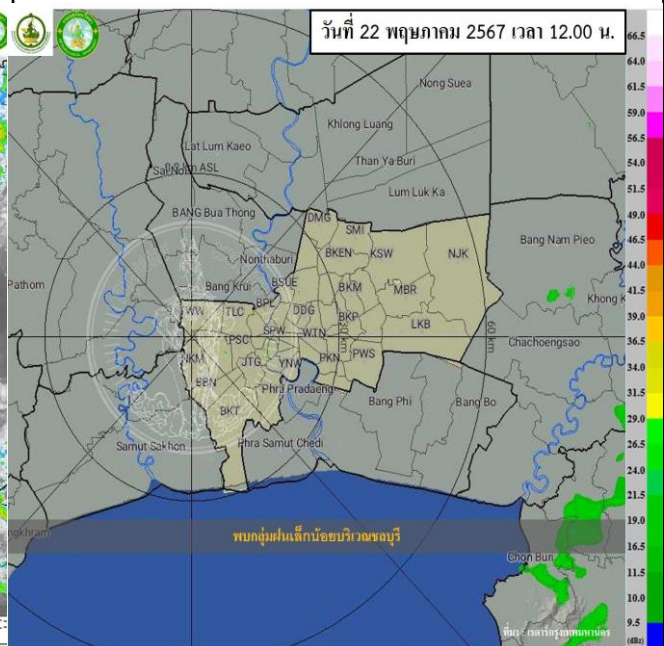 วันที่ 22 พฤษภาคม 2567 เวลา 12.00 น.
66.5
64.0
61.5
59.0
56.5
54.0
51.5
49.0
46.5
44.0
41.5
39.0
36.5
34.0
31.5
29.0
26.5
24.0
21.5
19.0
16.5
11.5
10.0
9.5
(dBz)
Nong Suea
Khlong Luang
Lat Lum Kaeo
Than Ya Buri
km ASL
Lum Luk Ka
BANG Bua Thong
DMG
SMI
Nonthaburi
BKEN
KSW
NJK
Bang Nam Pieo
Pathom
Bang Krui
BSUE
BKM
MBR
Khong K
WW
TLC
BPL
DDG
BKP
LKB
PSC
SPW
WTN
30 km
60 km
Chachoengsao
NKM
JTG
YNW
PKN
PWS
BBN
Phra Pradaeng
BKT
Bang Phi
Bang Bo
Samut Sakhon
Phra Samut Chedi
ngkhram
พบกลุ่มฝนเล็กน้อยบริเวณชลบุรี
Chon Buri
ที่มา : เรดาร์กรุงเทพมหานคร